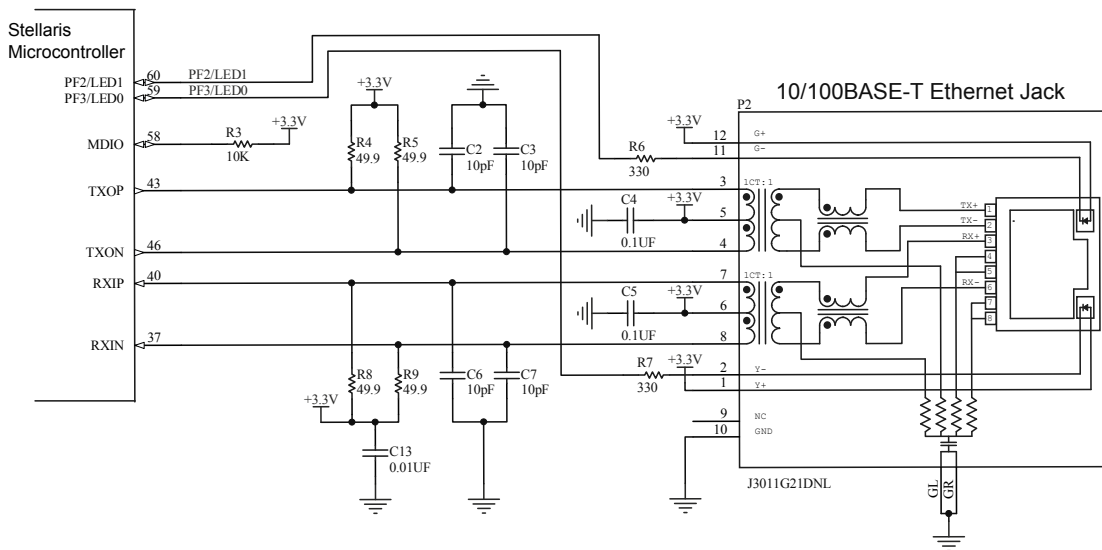 Stellaris
Microcontroller
10/100BASE-T Ethernet Jack
P2
PF2/LED1 60 PF2/LED1
PF3/LED0 59 PF3/LED0
MDIO 58
R3
10K
+3.3V
+3.3V
R4
49.9
R5
49.9
C2
10pF
C3
10pF
+3.3V
12 G+
11 G-
R6
330
TXOP 43
3 1CT:1
C4
0.1UF
+3.3V
5
TXON 46
4
TX+ 1
TX- 2
RX+ 3
4
5
RX- 6
7
8
RXIP 40
7 1CT:1
C5
0.1UF
+3.3V
6
RXIN 37
8
R8
49.9
R9
49.9
C6
10pF
C7
10pF
R7
330
+3.3V
2 Y-
1 Y+
+3.3V
C13
0.01UF
9 NC
10 GND
J3011G21DNL
GL
GR